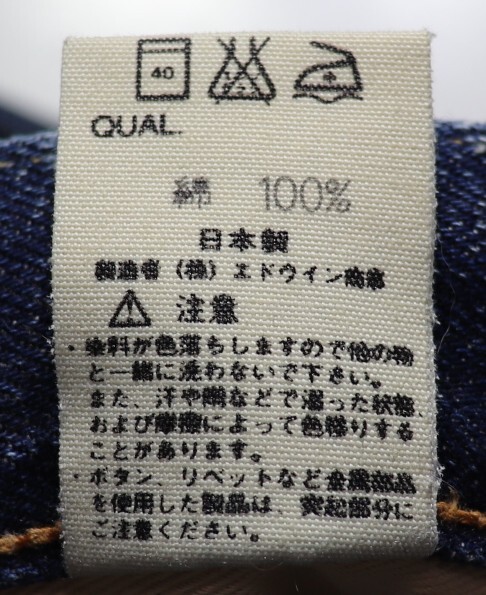 40
QUAL.
綿 100%
日本製
製造者 (株) エドウイン商事
注意
・染料が色落ちしますので他の物
と一緒に洗わないで下さい。
また、汗や雨などで湿った状態、
および摩擦によって色移りする
ことがあります。
・ボタン、リベットなど金属部品
を使用した製品は、突起部分に
ご注意ください。